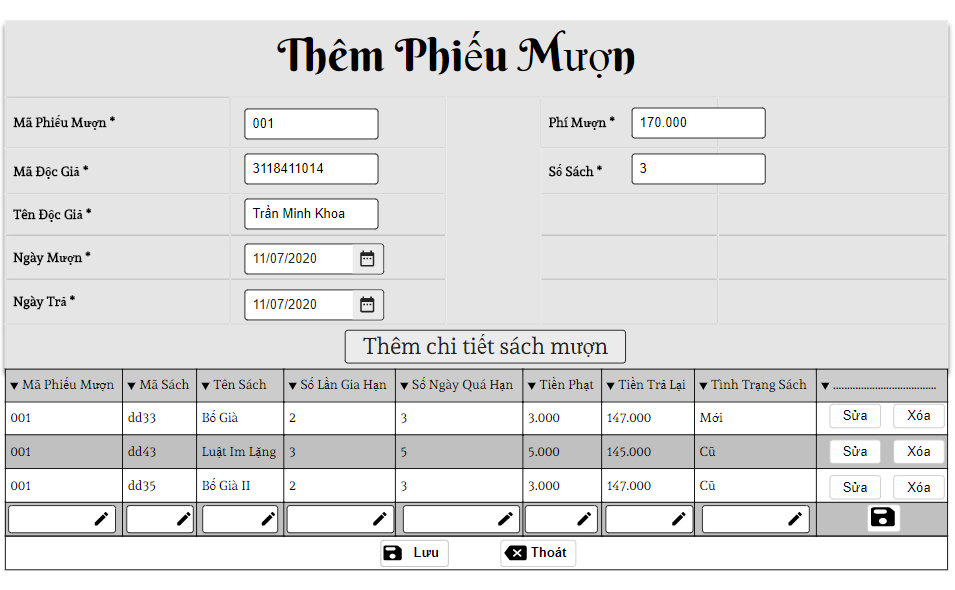 Thêm Phiếu Mượn
Mã Phiếu Mượn * 001 Phí Mượn * 170.000
Mã Độc Giả * 3118411014 Số Sách * 3
Tên Độc Giả * Trần Minh Khoa
Ngày Mượn * 11/07/2020
Ngày Trả * 11/07/2020
Thêm chi tiết sách mượn
Mã Phiếu Mượn Mã Sách Tên Sách Số Lần Gia Hạn Số Ngày Quá Hạn Tiền Phạt Tiền Trả Lại Tình Trạng Sách ....................................
001 dd33 Bố Già 2 3 3.000 147.000 Mới Sửa Xóa
001 dd43 Luật Im Lặng 3 5 5.000 145.000 Cũ Sửa Xóa
001 dd35 Bố Già II 2 3 3.000 147.000 Cũ Sửa Xóa
Lưu Thoát